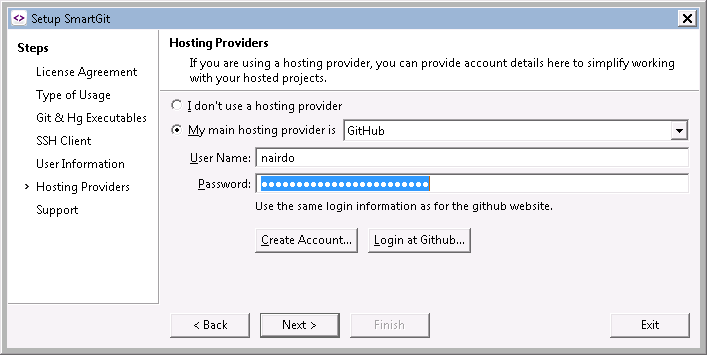 Setup SmartGit
Steps
License Agreement
Type of Usage
Git & Hg Executables
SSH Client
User Information
Hosting Providers
Support
Hosting Providers
If you are using a hosting provider, you can provide account details here to simplify working
with your hosted projects.
I don't use a hosting provider
My main hosting provider is GitHub
User Name: nairdo
Password: ●●●●●●●●●●●●●●●●●●●●●●●●
Use the same login information as for the github website.
Create Account... Login at Github...
< Back Next > Finish Exit